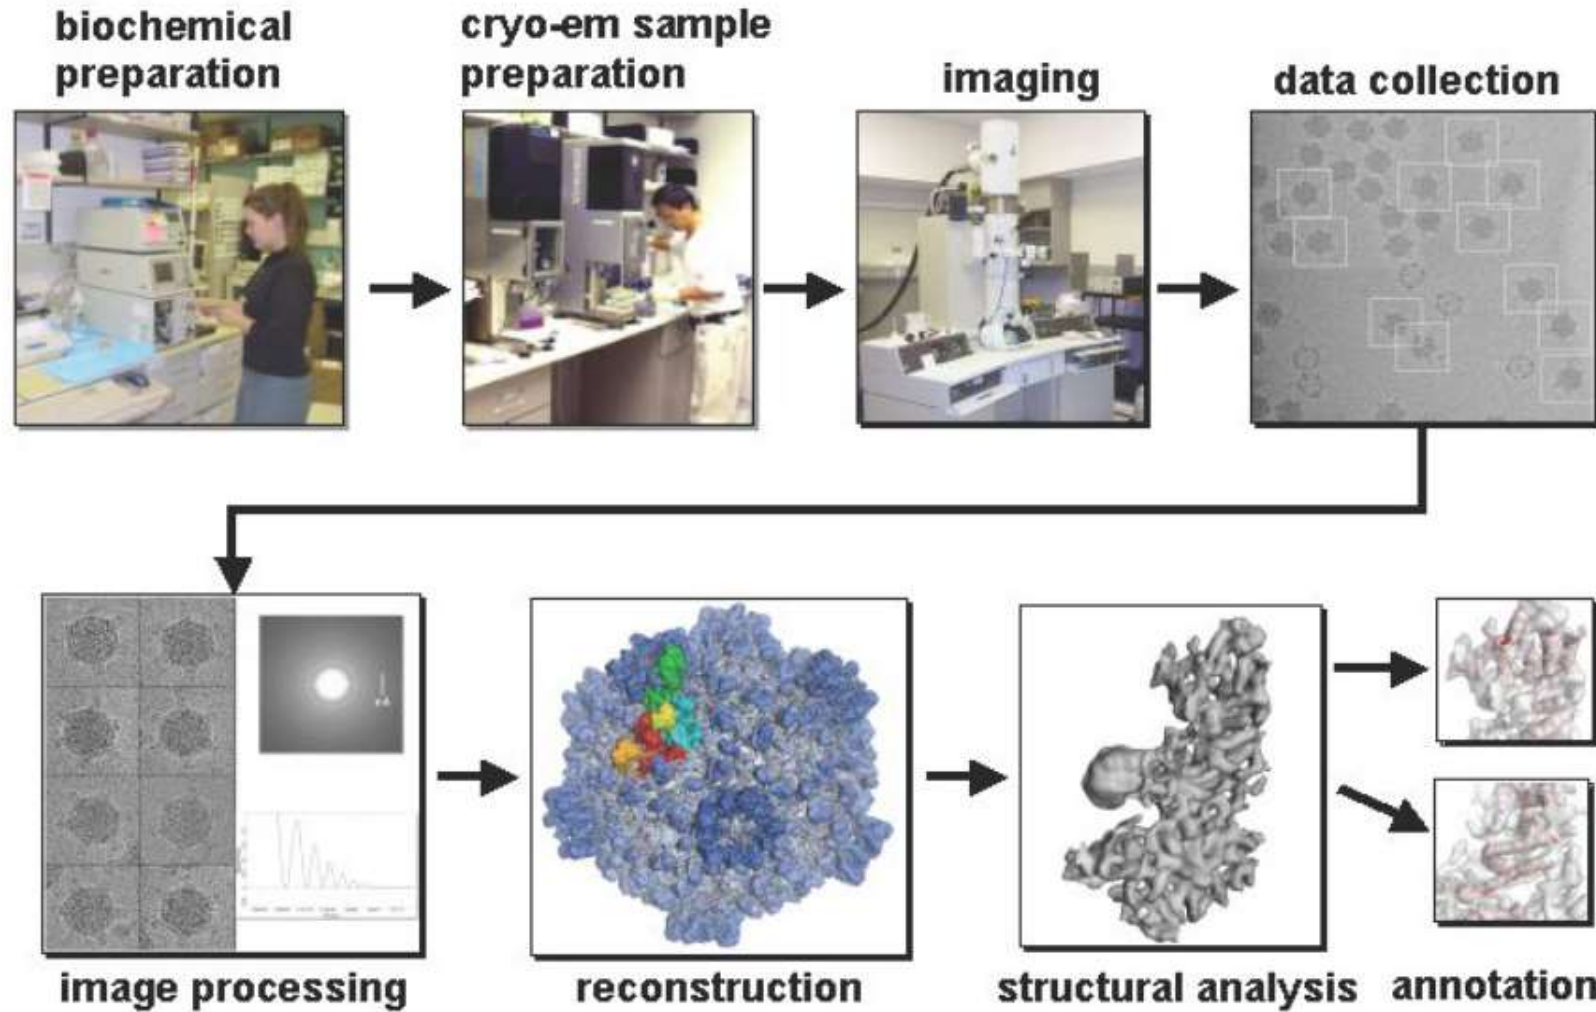 biochemical
preparation
cryo-em sample
preparation
imaging
data collection
image processing
reconstruction
structural analysis
annotation